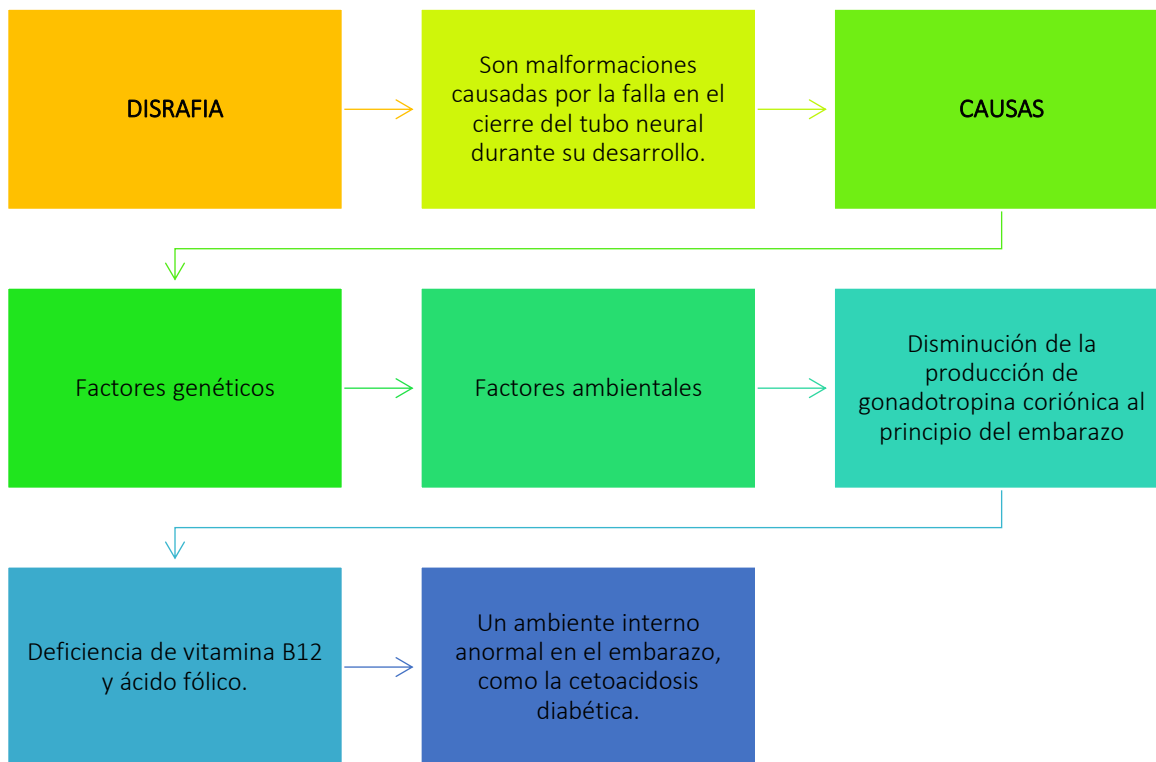 DISRAFIA
Son malformaciones
causadas por la falla en el
cierre del tubo neural
durante su desarrollo.
CAUSAS
Factores genéticos
Factores ambientales
Disminución de la
producción de
gonadotropina coriónica al
principio del embarazo
Deficiencia de vitamina B12
y ácido fólico.
Un ambiente interno
anormal en el embarazo,
como la cetoacidosis
diabética.